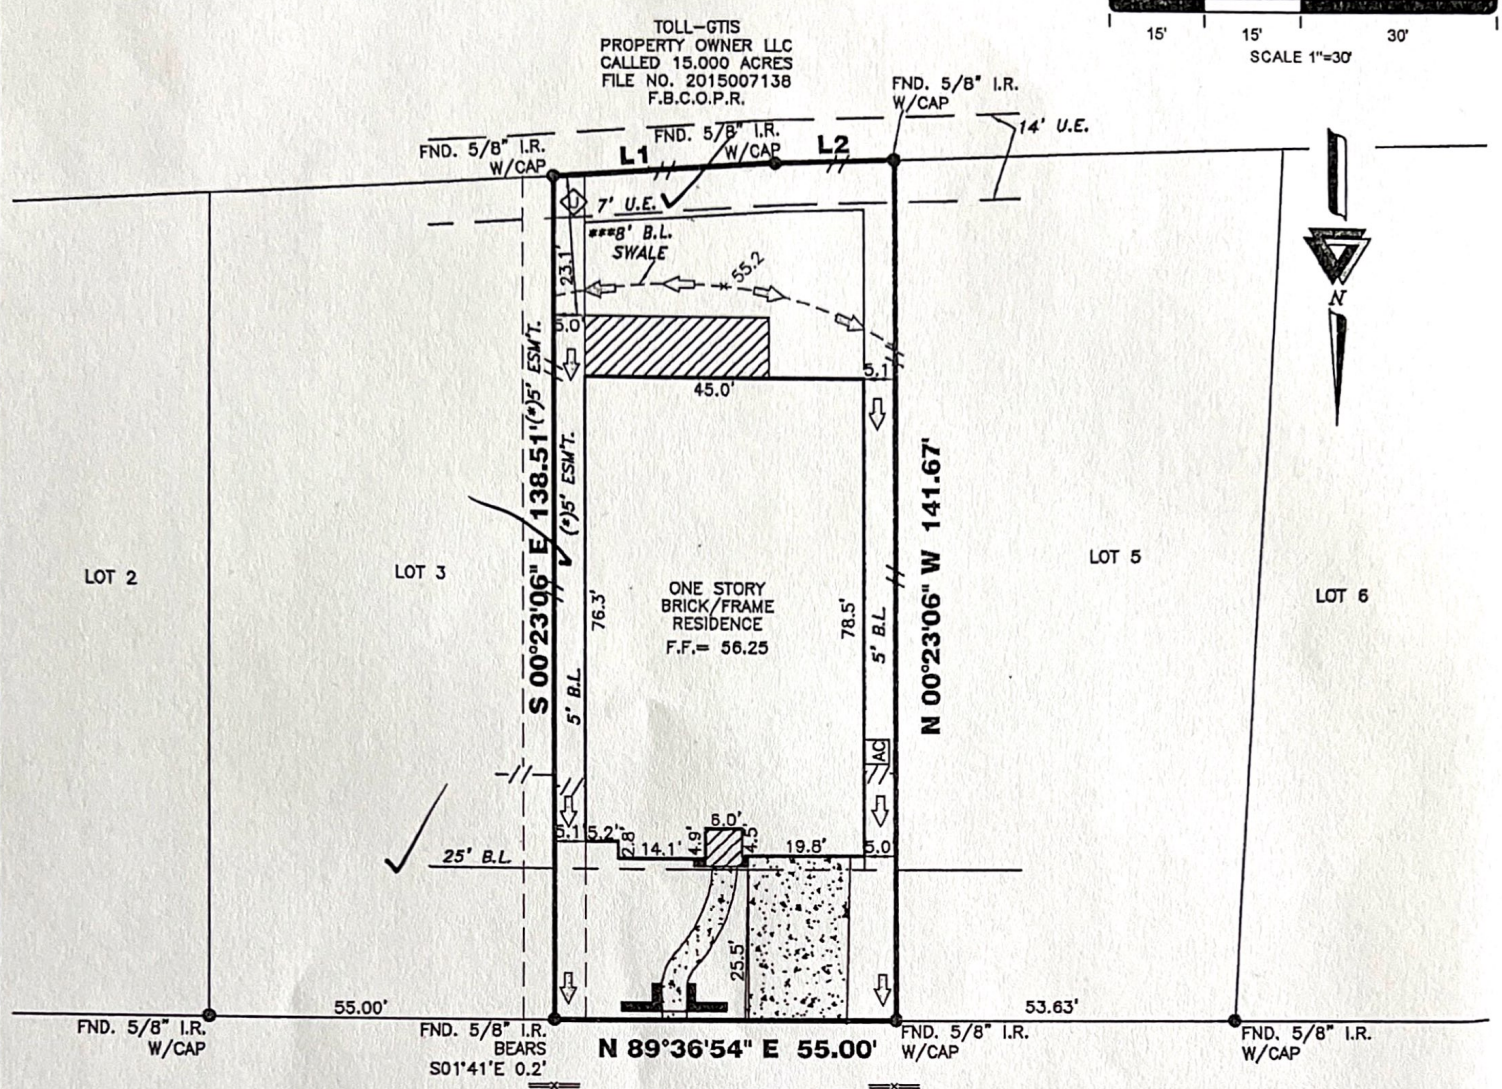 TOLL-GTIS
PROPERTY OWNER LLC
CALLED 15.000 ACRES
FILE NO. 2015007138
F.B.C.O.P.R.
15'
15'
30'
SCALE 1"=30'
FND. 5/8" I.R.
W/CAP
14' U.E.
FND. 5/8" I.R.
W/CAP
L1
FND. 5/8" I.R.
W/CAP
L2
7' U.E.
***8' B.L.
SWALE
23.1'
55.2
N
5.0'
5.1'
45.0'
(*)5' ESM'T.
(*)5' ESM'T.
S 00°23'06" E 138.51'
N 00°23'06" W 141.67'
LOT 2
LOT 3
LOT 5
LOT 6
ONE STORY
BRICK/FRAME
RESIDENCE
F.F.= 56.25
76.3'
78.5'
5' B.L.
5' B.L.
AC
5.1'
5.2'
2.8'
14.1'
4.9'
6.0'
4.5'
19.8'
5.0'
25' B.L.
25.5'
55.00'
53.63'
FND. 5/8" I.R.
W/CAP
FND. 5/8" I.R.
BEARS
S01°41'E 0.2'
N 89°36'54" E 55.00'
FND. 5/8" I.R.
W/CAP
FND. 5/8" I.R.
W/CAP